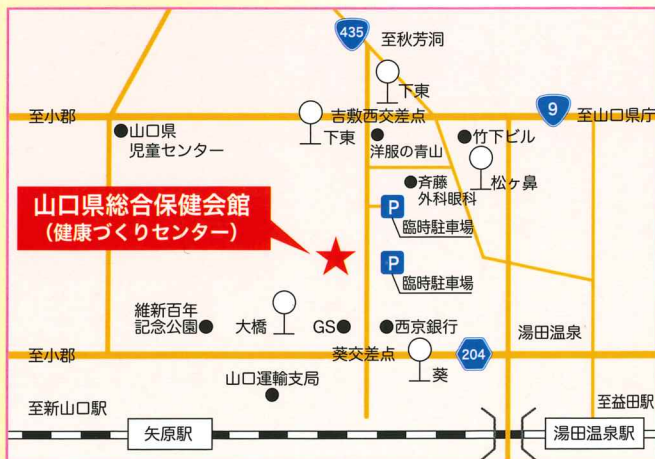 435
至秋芳洞
下東
9
至小郡
吉敷西交差点
至山口県庁
山口県
児童センター
下東
洋服の青山
竹下ビル
松ヶ鼻
斉藤
外科眼科
山口県総合保健会館
(健康づくりセンター)
P
臨時駐車場
P
臨時駐車場
維新百年
記念公園
大橋
GS
西京銀行
湯田温泉
至小郡
葵交差点
204
葵
山口運輸支局
至新山口駅
至益田駅
矢原駅
湯田温泉駅